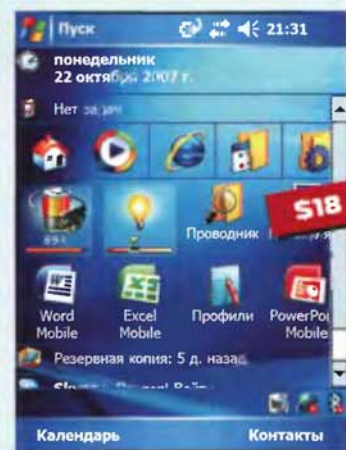 Пуск 21:31
понедельник
22 октября 2007 г.
Нет задач
$18
Проводник
Word Mobile
Excel Mobile
Профили
PowerPoi
Mobile
Резервная копия: 5 д. назад
Календарь Контакты